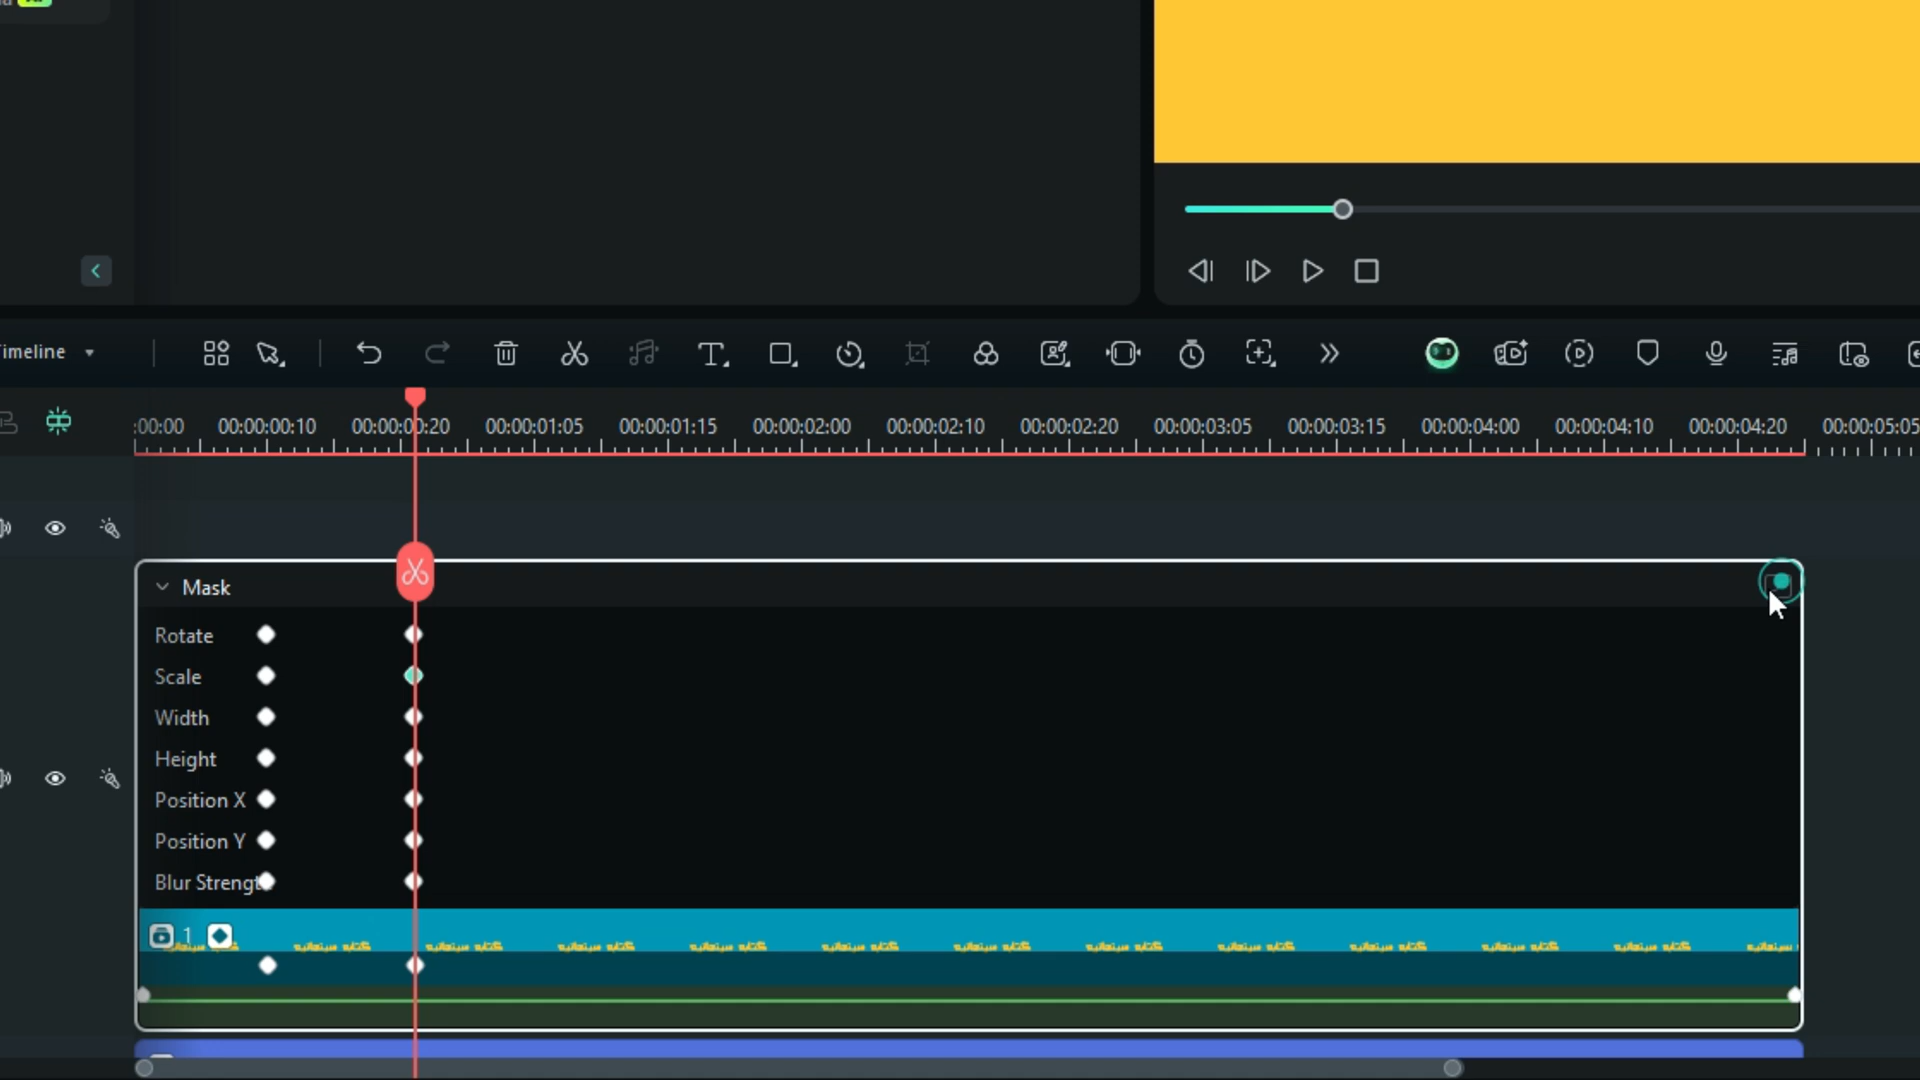 imeline
:00:00 00:00:00:10 00:00:00:20 00:00:01:05 00:00:01:15 00:00:02:00 00:00:02:10 00:00:02:20 00:00:03:05 00:00:03:15 00:00:04:00 00:00:04:10 00:00:04:20 00:00:05:05
Mask
Rotate
Scale
Width
Height
Position X
Position Y
Blur Strengt
1